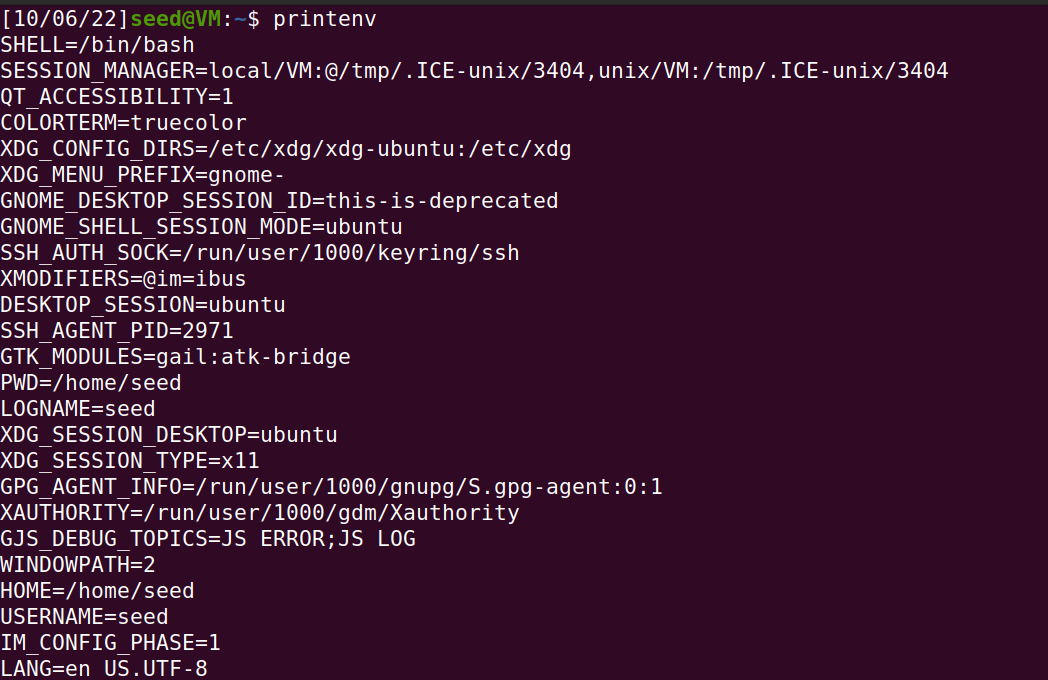 [10/06/22]seed@VM:~$ printenv
SHELL=/bin/bash
SESSION_MANAGER=local/VM:@/tmp/.ICE-unix/3404,unix/VM:/tmp/.ICE-unix/3404
QT_ACCESSIBILITY=1
COLORTERM=truecolor
XDG_CONFIG_DIRS=/etc/xdg/xdg-ubuntu:/etc/xdg
XDG_MENU_PREFIX=gnome-
GNOME_DESKTOP_SESSION_ID=this-is-deprecated
GNOME_SHELL_SESSION_MODE=ubuntu
SSH_AUTH_SOCK=/run/user/1000/keyring/ssh
XMODIFIERS=@im=ibus
DESKTOP_SESSION=ubuntu
SSH_AGENT_PID=2971
GTK_MODULES=gail:atk-bridge
PWD=/home/seed
LOGNAME=seed
XDG_SESSION_DESKTOP=ubuntu
XDG_SESSION_TYPE=x11
GPG_AGENT_INFO=/run/user/1000/gnupg/S.gpg-agent:0:1
XAUTHORITY=/run/user/1000/gdm/Xauthority
GJS_DEBUG_TOPICS=JS ERROR;JS LOG
WINDOWPATH=2
HOME=/home/seed
USERNAME=seed
IM_CONFIG_PHASE=1
LANG=en_US.UTF-8